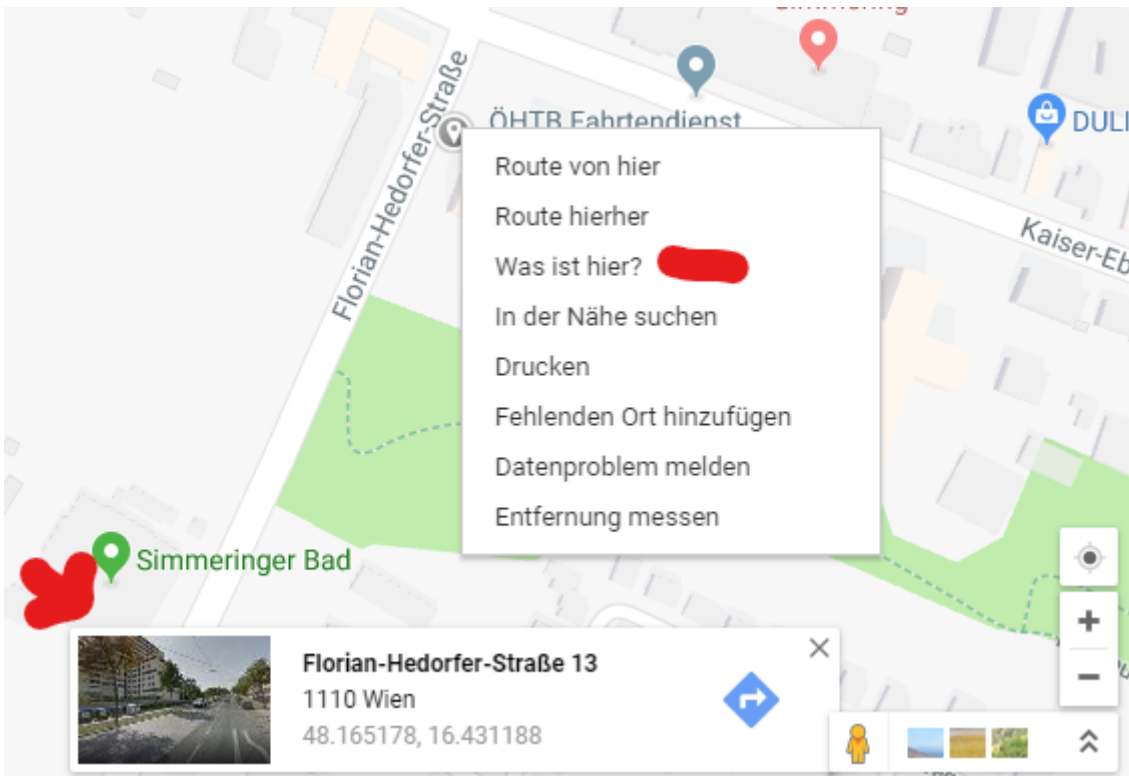 Florian-Hedorfer-Straße
ÖHTB Fahrtendienst
DULI
Kaiser-Eb
Route von hier
Route hierher
Was ist hier?
In der Nähe suchen
Drucken
Fehlenden Ort hinzufügen
Datenproblem melden
Entfernung messen
Simmeringer Bad
Florian-Hedorfer-Straße 13
1110 Wien
48.165178, 16.431188